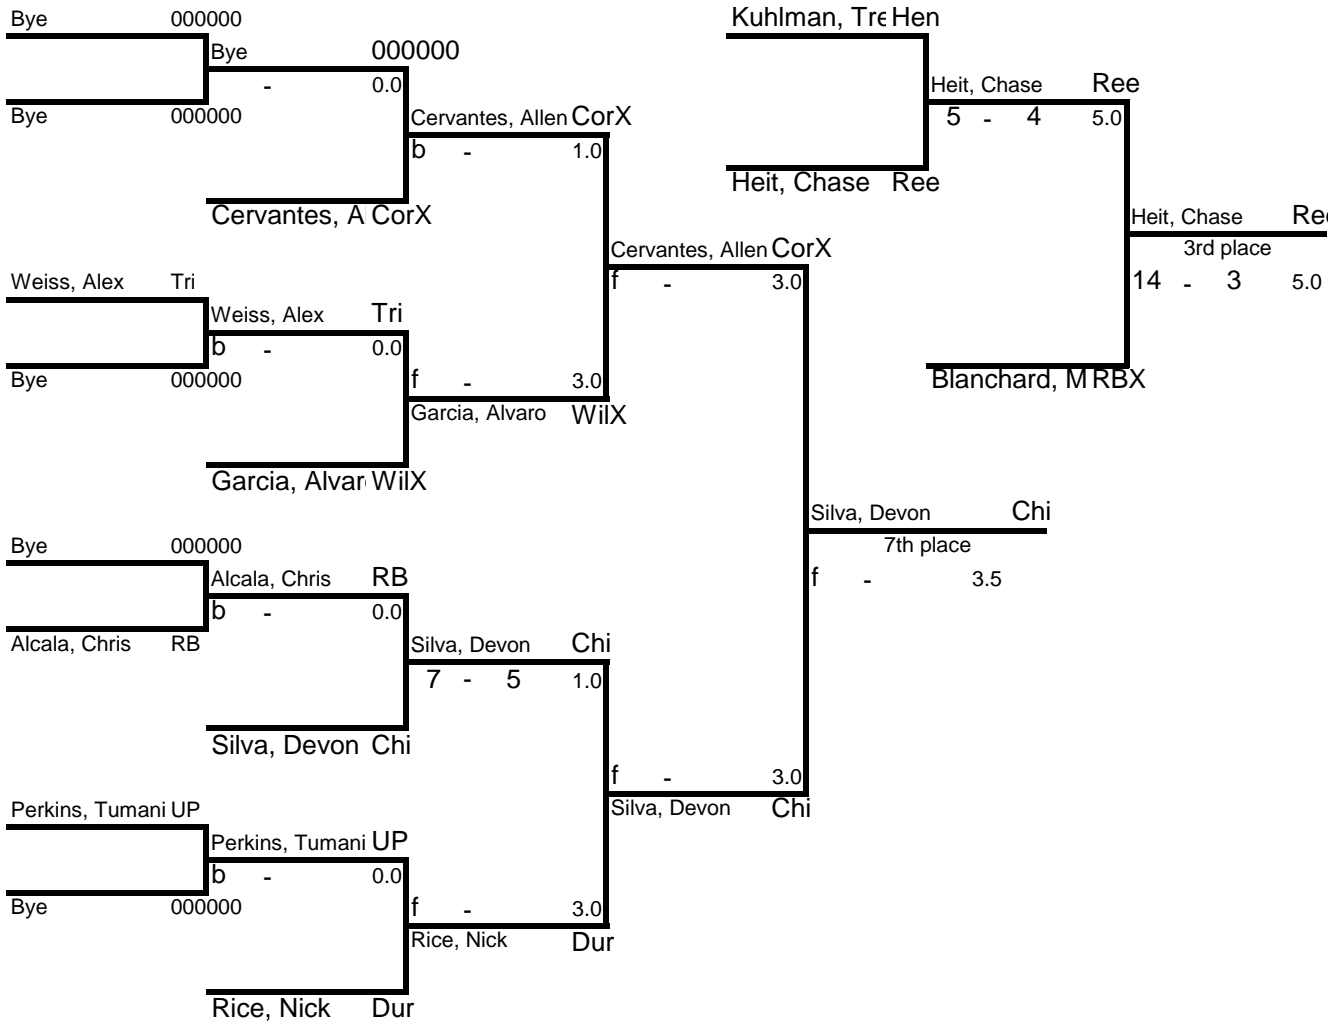 Bye 000000
Kuhlman, Tre Hen
Bye 000000
- 0.0
Heit, Chase Ree
5 - 4 5.0
Bye 000000
Cervantes, Allen CorX
b - 1.0
Heit, Chase Ree
Cervantes, A CorX
Heit, Chase Ree
3rd place
14 - 3 5.0
Cervantes, Allen CorX
f - 3.0
Weiss, Alex Tri
Weiss, Alex Tri
b - 0.0
Bye 000000
f - 3.0
Garcia, Alvaro WilX
Blanchard, M RBX
Garcia, Alvar WilX
Silva, Devon Chi
7th place
f - 3.5
Bye 000000
Alcala, Chris RB
b - 0.0
Alcala, Chris RB
Silva, Devon Chi
7 - 5 1.0
Silva, Devon Chi
f - 3.0
Silva, Devon Chi
Perkins, Tumani UP
Perkins, Tumani UP
b - 0.0
Bye 000000
f - 3.0
Rice, Nick Dur
Rice, Nick Dur